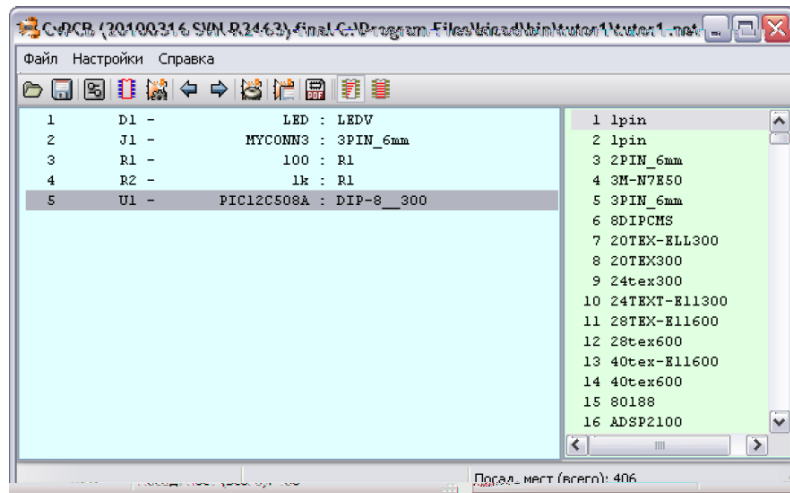 CvPCB (20100316 SVN-R2463)-final C:\Program Files\kicad\bin\tutor1\tutor1.net
Файл Настройки Справка
1 D1 - LED : LEDV
2 J1 - MYCONN3 : 3PIN_6mm
3 R1 - 100 : R1
4 R2 - 1k : R1
5 U1 - PIC12C508A : DIP-8__300
1 1pin
2 1pin
3 2PIN_6mm
4 3M-N7E50
5 3PIN_6mm
6 8DIPCMS
7 20TEX-ELL300
8 20TEX300
9 24tex300
10 24TEXT-Ell300
11 28TEX-Ell600
12 28tex600
13 40tex-Ell600
14 40tex600
15 80188
16 ADSP2100
Посад. мест (всего): 406